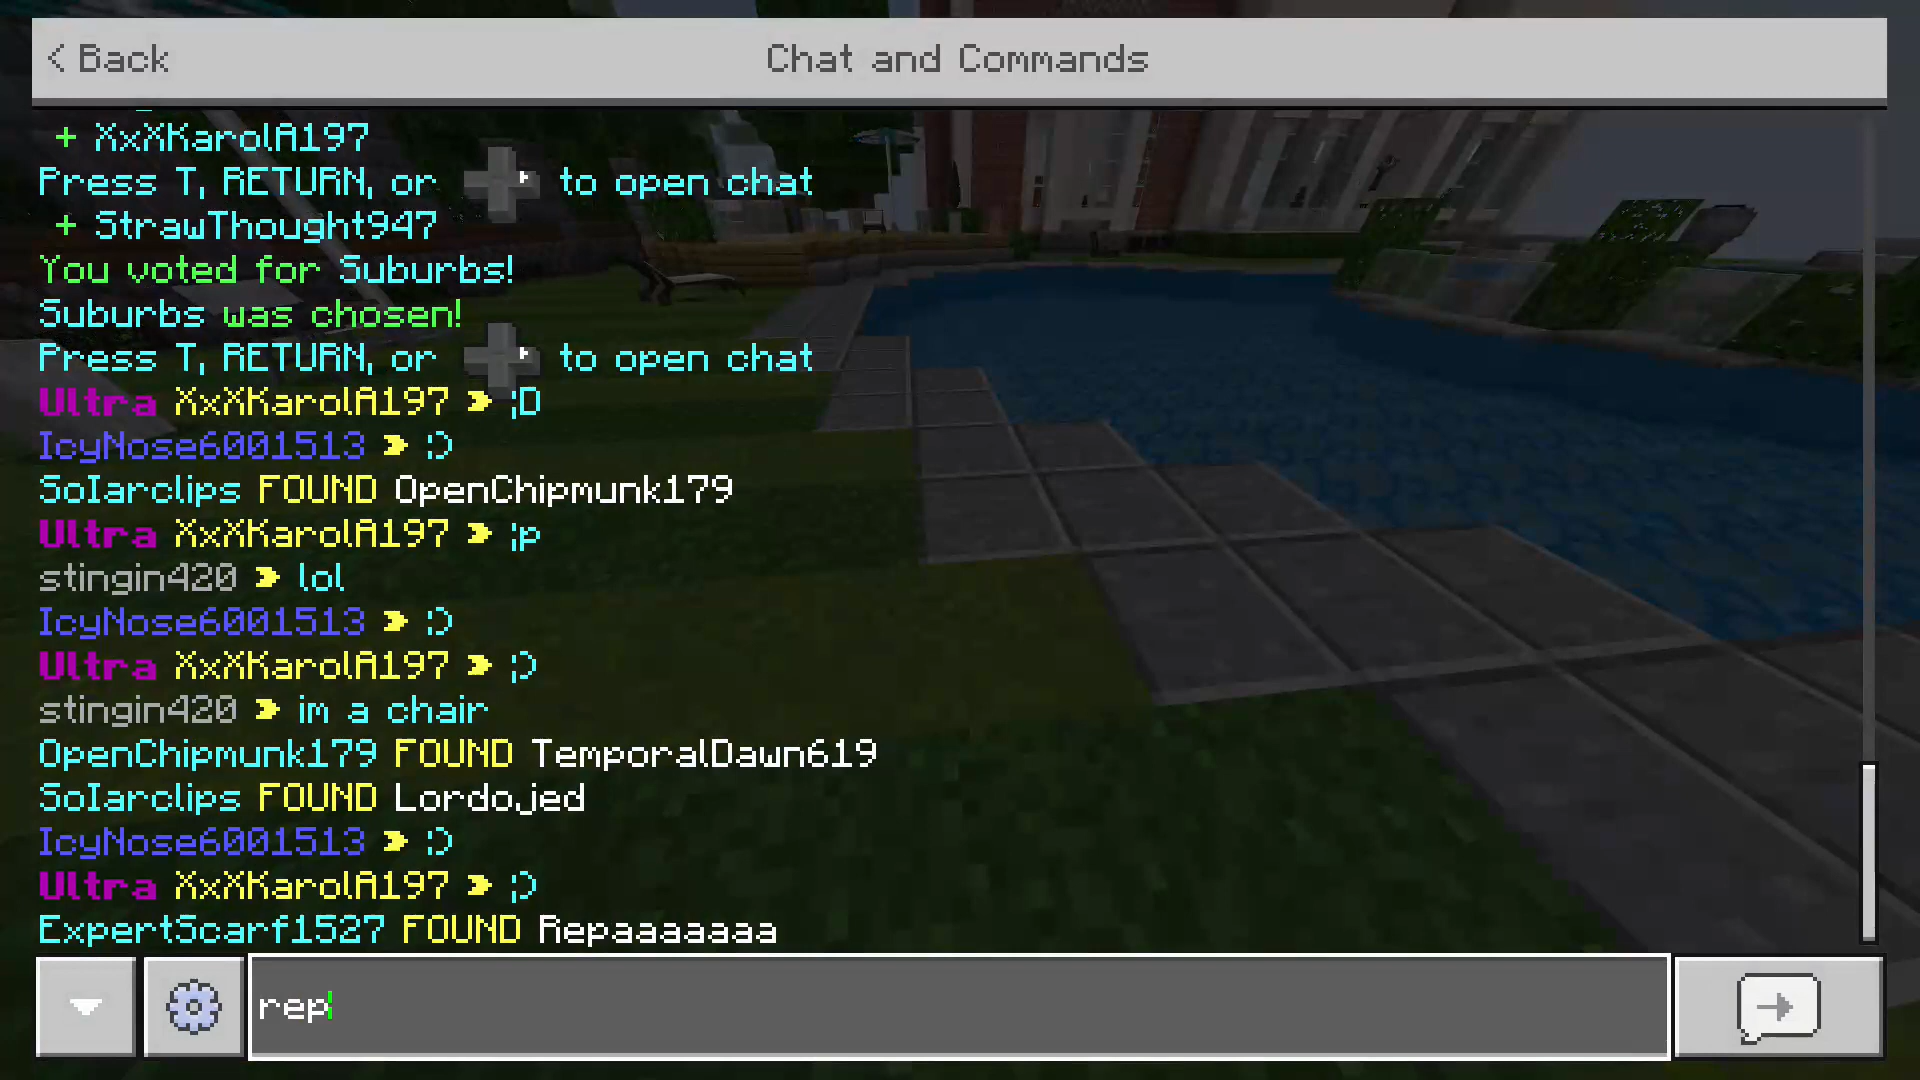 < Back
Chat and Commands
+ XxXKarolA197
Press T, RETURN, or to open chat
+ StrawThought947
You voted for Suburbs!
Suburbs was chosen!
Press T, RETURN, or to open chat
Ultra XxXKarolA197 ;D
IcyNose6001513 :)
SoIarclips FOUND OpenChipmunk179
Ultra XxXKarolA197 ;p
stingin420 lol
IcyNose6001513 :)
Ultra XxXKarolA197 ;)
stingin420 im a chair
OpenChipmunk179 FOUND TemporalDawn619
SoIarclips FOUND Lordojed
IcyNose6001513 :)
Ultra XxXKarolA197 ;)
ExpertScarf1527 FOUND Repaaaaaaa
rep